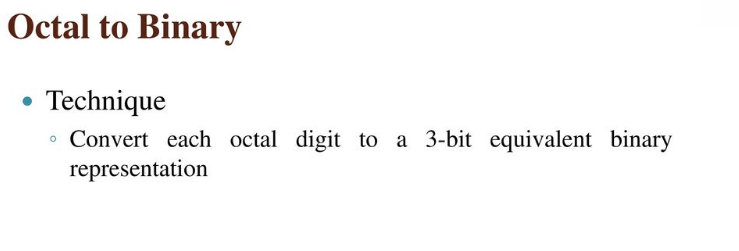 Octal to Binary
Technique
Convert each octal digit to a 3-bit equivalent binary
representation